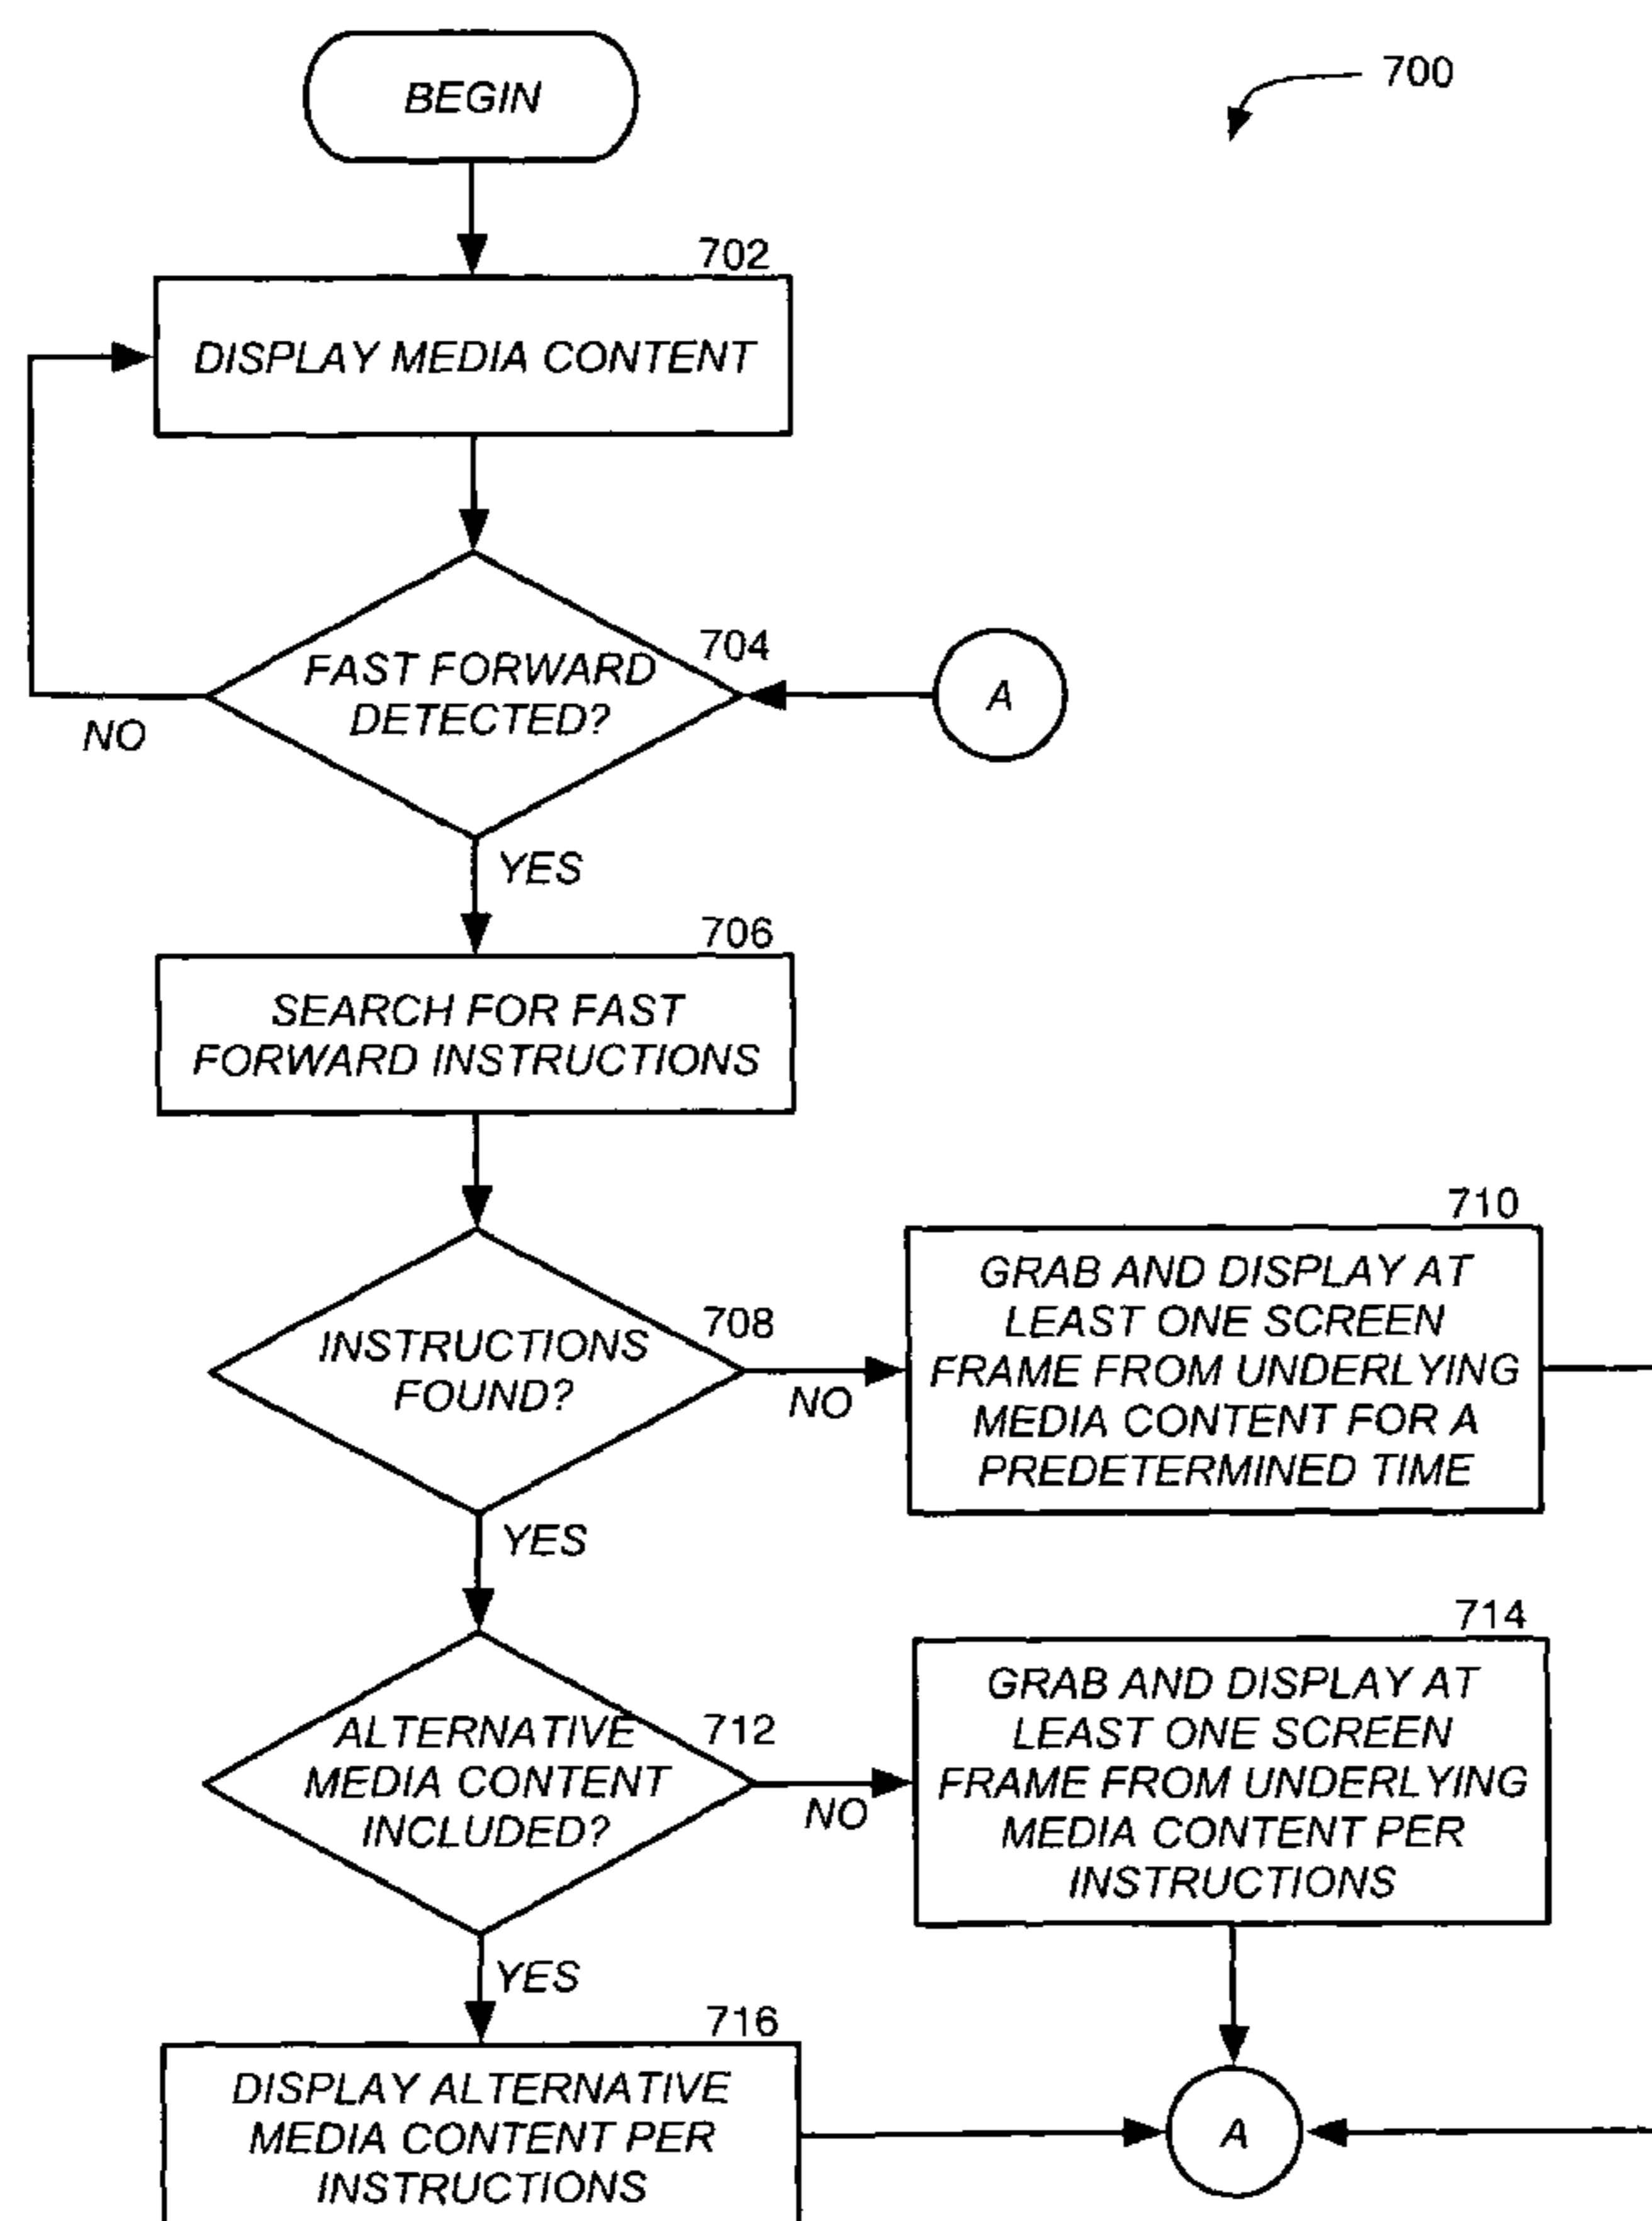 BEGIN
700
702
DISPLAY MEDIA CONTENT
704
FAST FORWARD
DETECTED?
A
NO
YES
706
SEARCH FOR FAST
FORWARD INSTRUCTIONS
708
INSTRUCTIONS
FOUND?
NO
710
GRAB AND DISPLAY AT
LEAST ONE SCREEN
FRAME FROM UNDERLYING
MEDIA CONTENT FOR A
PREDETERMINED TIME
YES
712
ALTERNATIVE
MEDIA CONTENT
INCLUDED?
NO
714
GRAB AND DISPLAY AT
LEAST ONE SCREEN
FRAME FROM UNDERLYING
MEDIA CONTENT PER
INSTRUCTIONS
YES
716
DISPLAY ALTERNATIVE
MEDIA CONTENT PER
INSTRUCTIONS
A